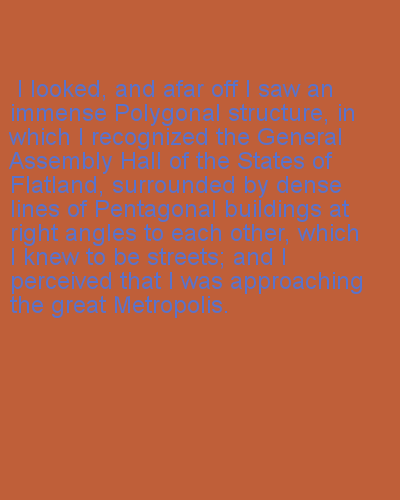 I looked, and afar off I saw an
immense Polygonal structure, in
which I recognized the General
Assembly Hall of the States of
Flatland, surrounded by dense
lines of Pentagonal buildings at
right angles to each other, which
I knew to be streets; and I
perceived that I was approaching
the great Metropolis.